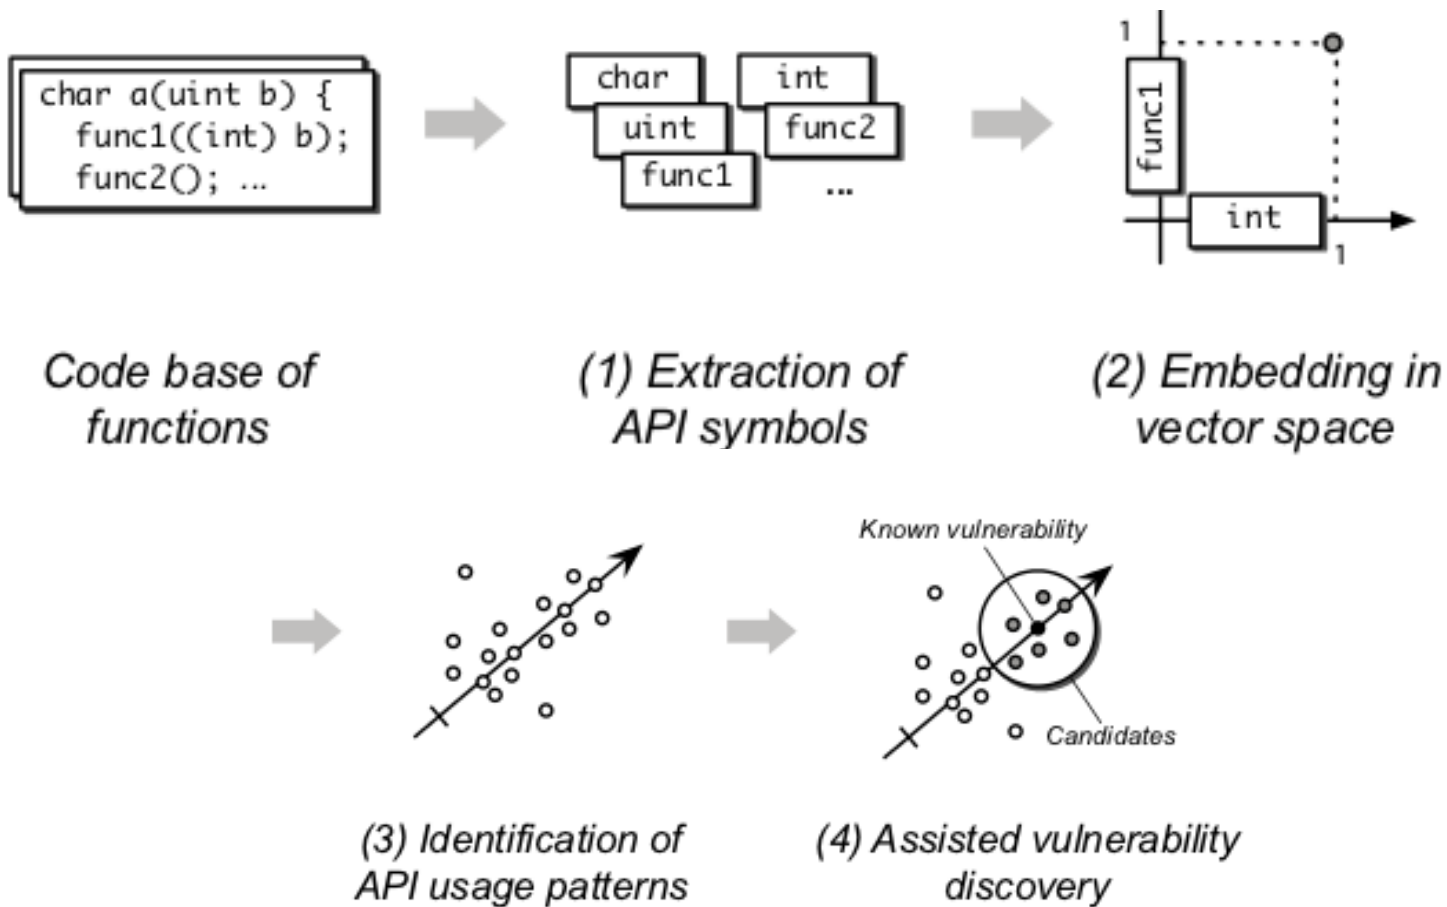 char a(uint b) {
func1((int) b);
func2(); ...
char
uint
func1
int
func2
...
1
func1
int
1
Code base of
functions
(1) Extraction of
API symbols
(2) Embedding in
vector space
Known vulnerability
Candidates
(3) Identification of
API usage patterns
(4) Assisted vulnerability
discovery